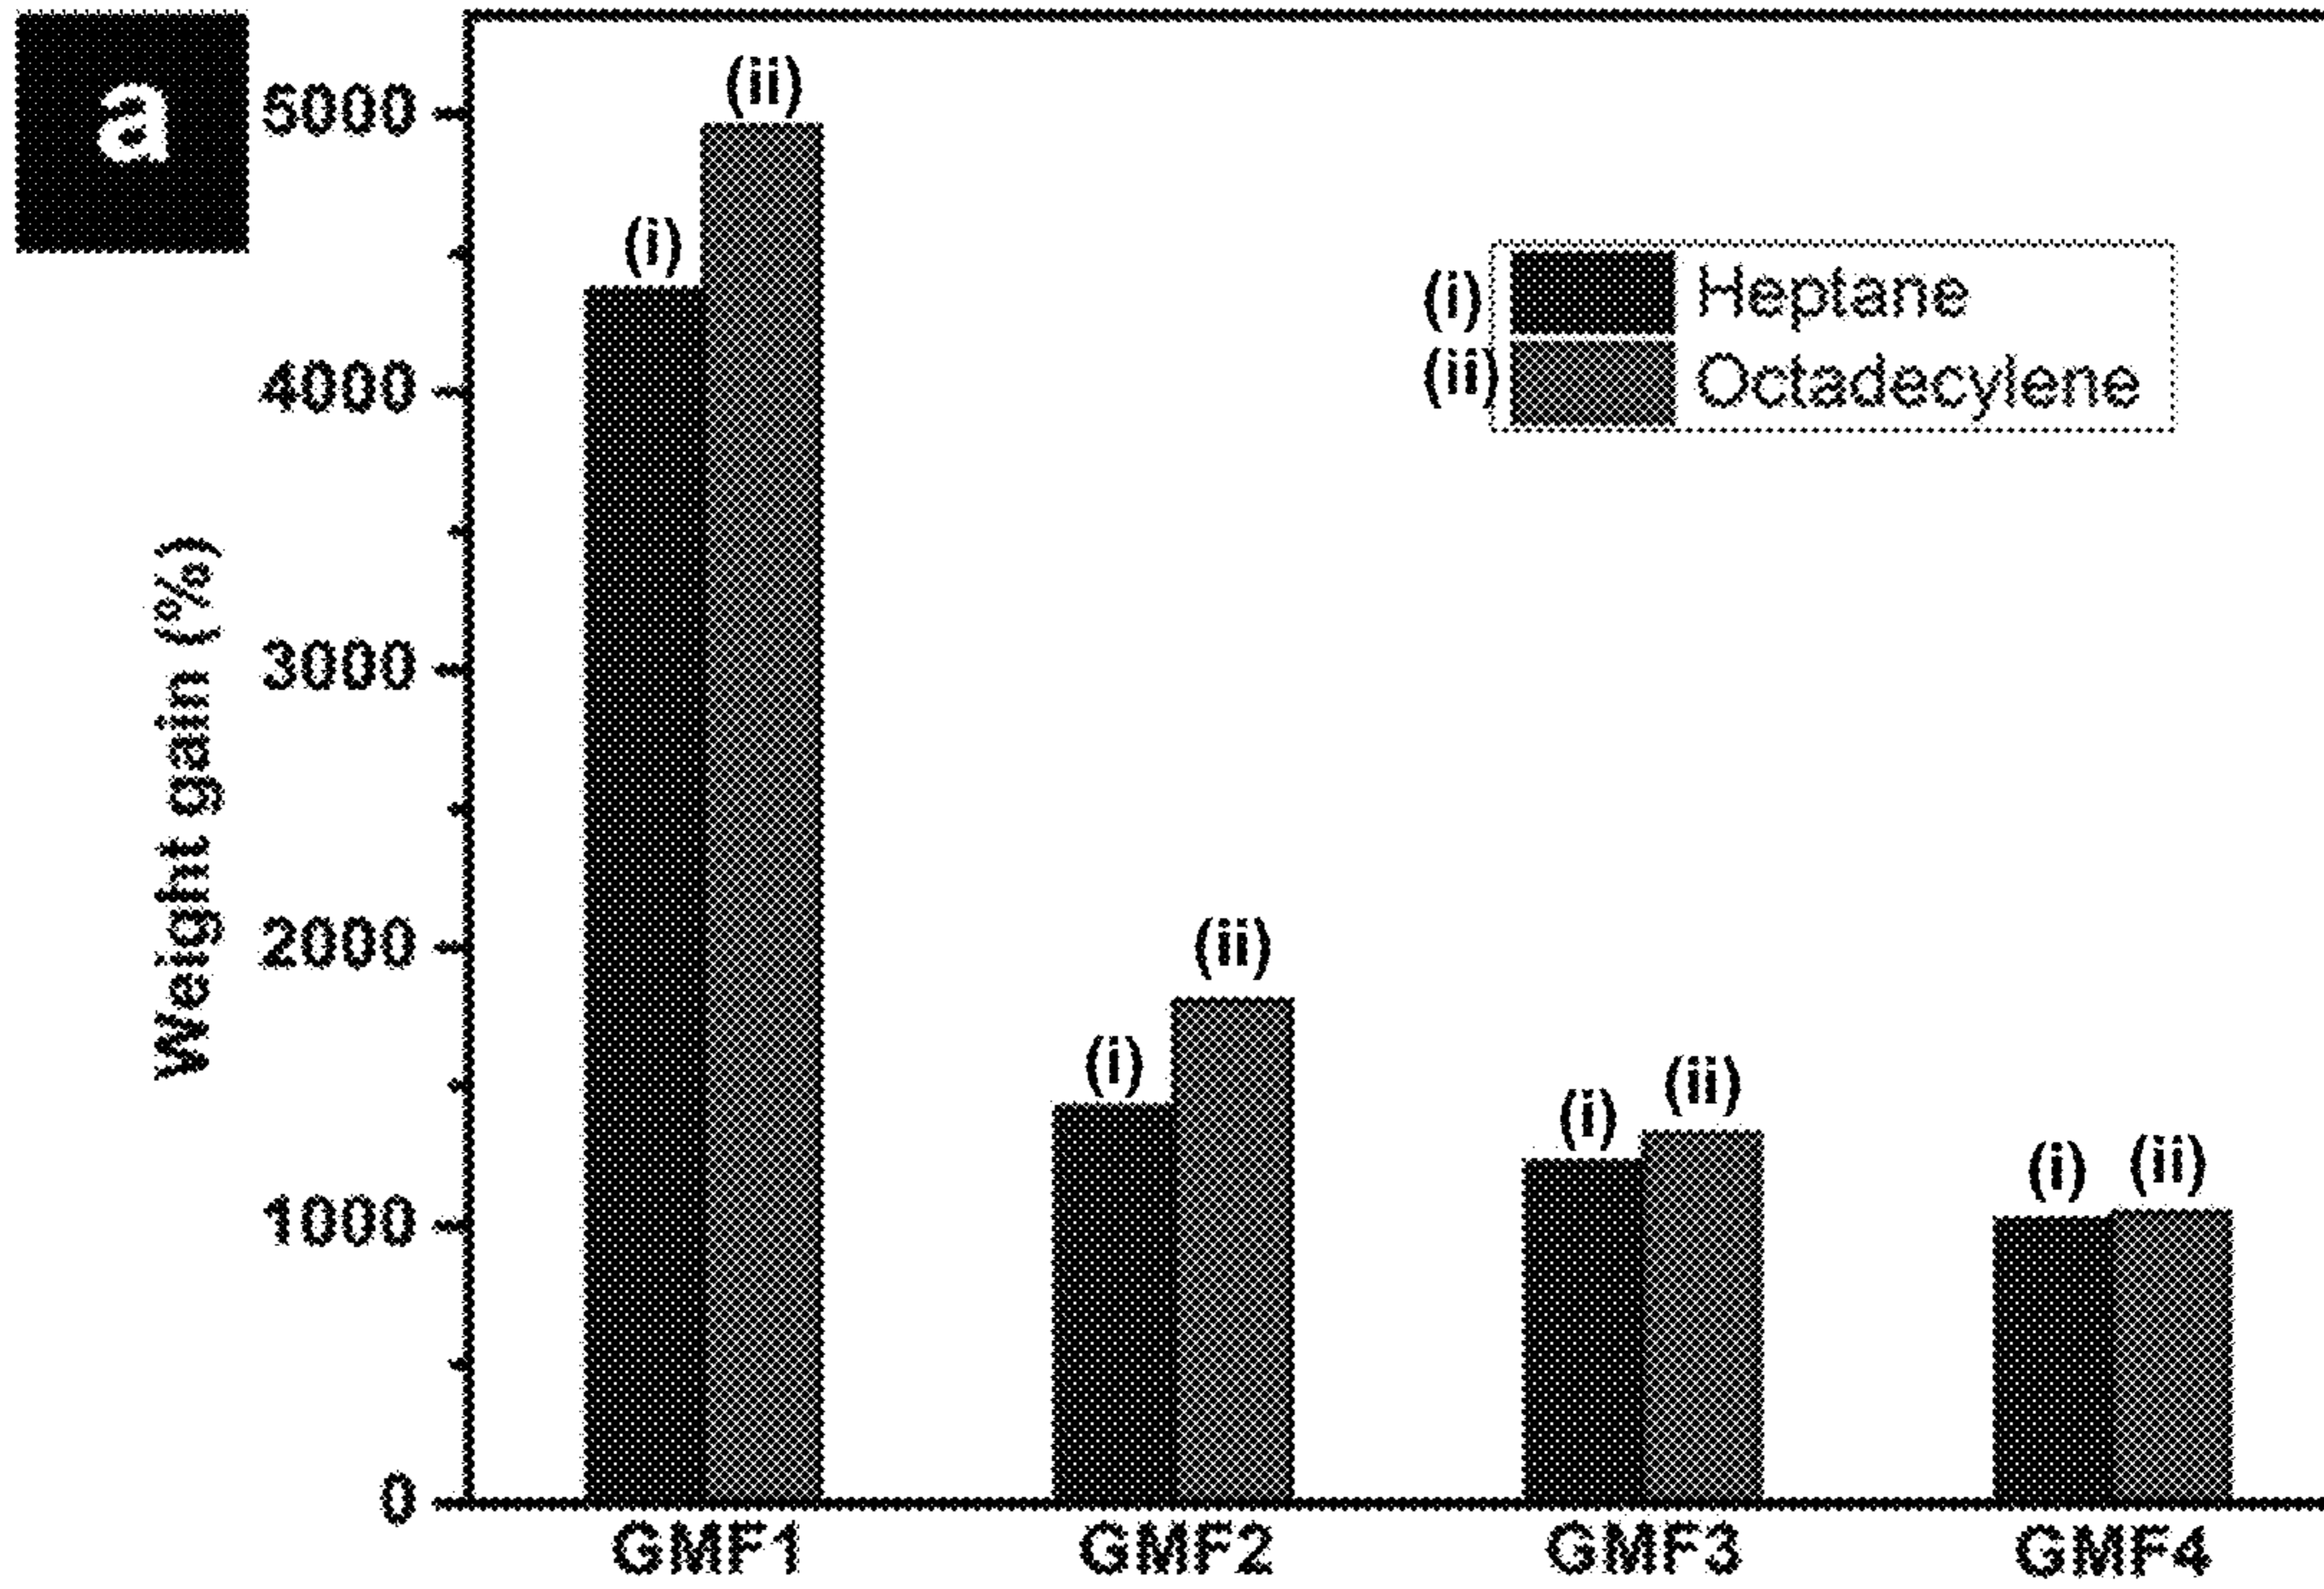 a
5000
4000
3000
2000
1000
0
Weight gain (%)
(i)
(ii)
(i)
(ii)
(i)
(ii)
(i)
(ii)
(i) Heptane
(ii) Octadecylene
GMF1 GMF2 GMF3 GMF4